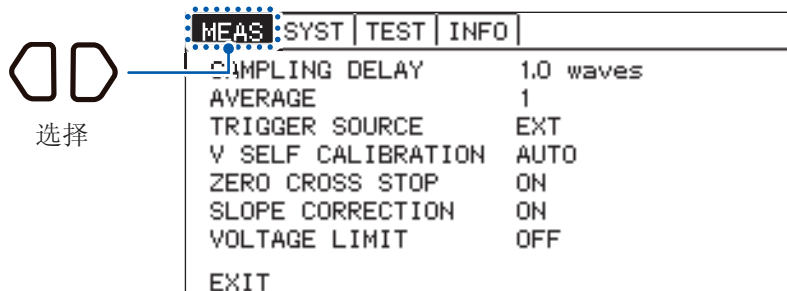 MEAS SYST TEST INFO
SAMPLING DELAY 1.0 waves
选择
AVERAGE 1
TRIGGER SOURCE EXT
V SELF CALIBRATION AUTO
ZERO CROSS STOP ON
SLOPE CORRECTION ON
VOLTAGE LIMIT OFF
EXIT